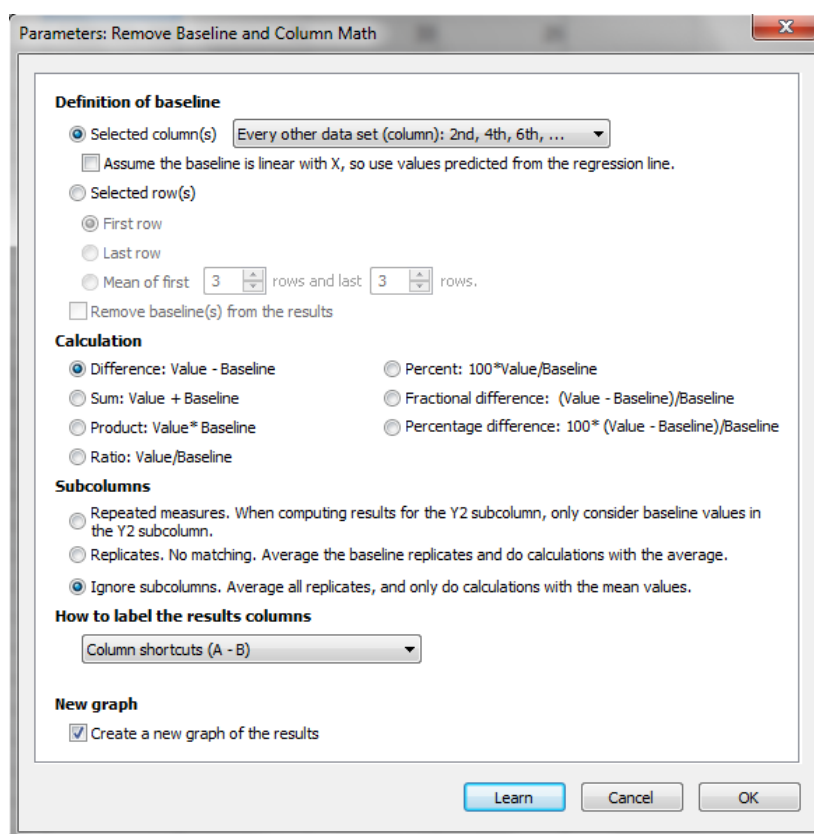 Parameters: Remove Baseline and Column Math
Definition of baseline
Selected column(s) Every other data set (column): 2nd, 4th, 6th, ...
Assume the baseline is linear with X, so use values predicted from the regression line.
Selected row(s)
First row
Last row
Mean of first 3 rows and last 3 rows.
Remove baseline(s) from the results
Calculation
Difference: Value - Baseline Percent: 100*Value/Baseline
Sum: Value + Baseline Fractional difference: (Value - Baseline)/Baseline
Product: Value* Baseline Percentage difference: 100* (Value - Baseline)/Baseline
Ratio: Value/Baseline
Subcolumns
Repeated measures. When computing results for the Y2 subcolumn, only consider baseline values in
the Y2 subcolumn.
Replicates. No matching. Average the baseline replicates and do calculations with the average.
Ignore subcolumns. Average all replicates, and only do calculations with the mean values.
How to label the results columns
Column shortcuts (A - B)
New graph
Create a new graph of the results
Learn Cancel OK